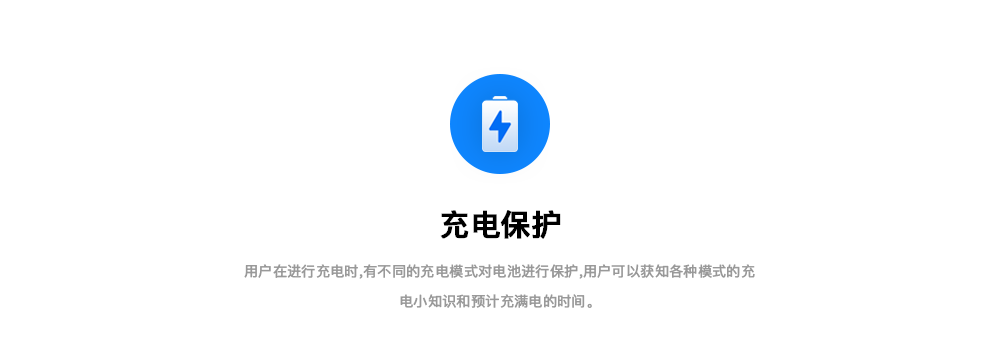 充电保护
用户在进行充电时,有不同的充电模式对电池进行保护,用户可以获知各种模式的充
电小知识和预计充满电的时间。